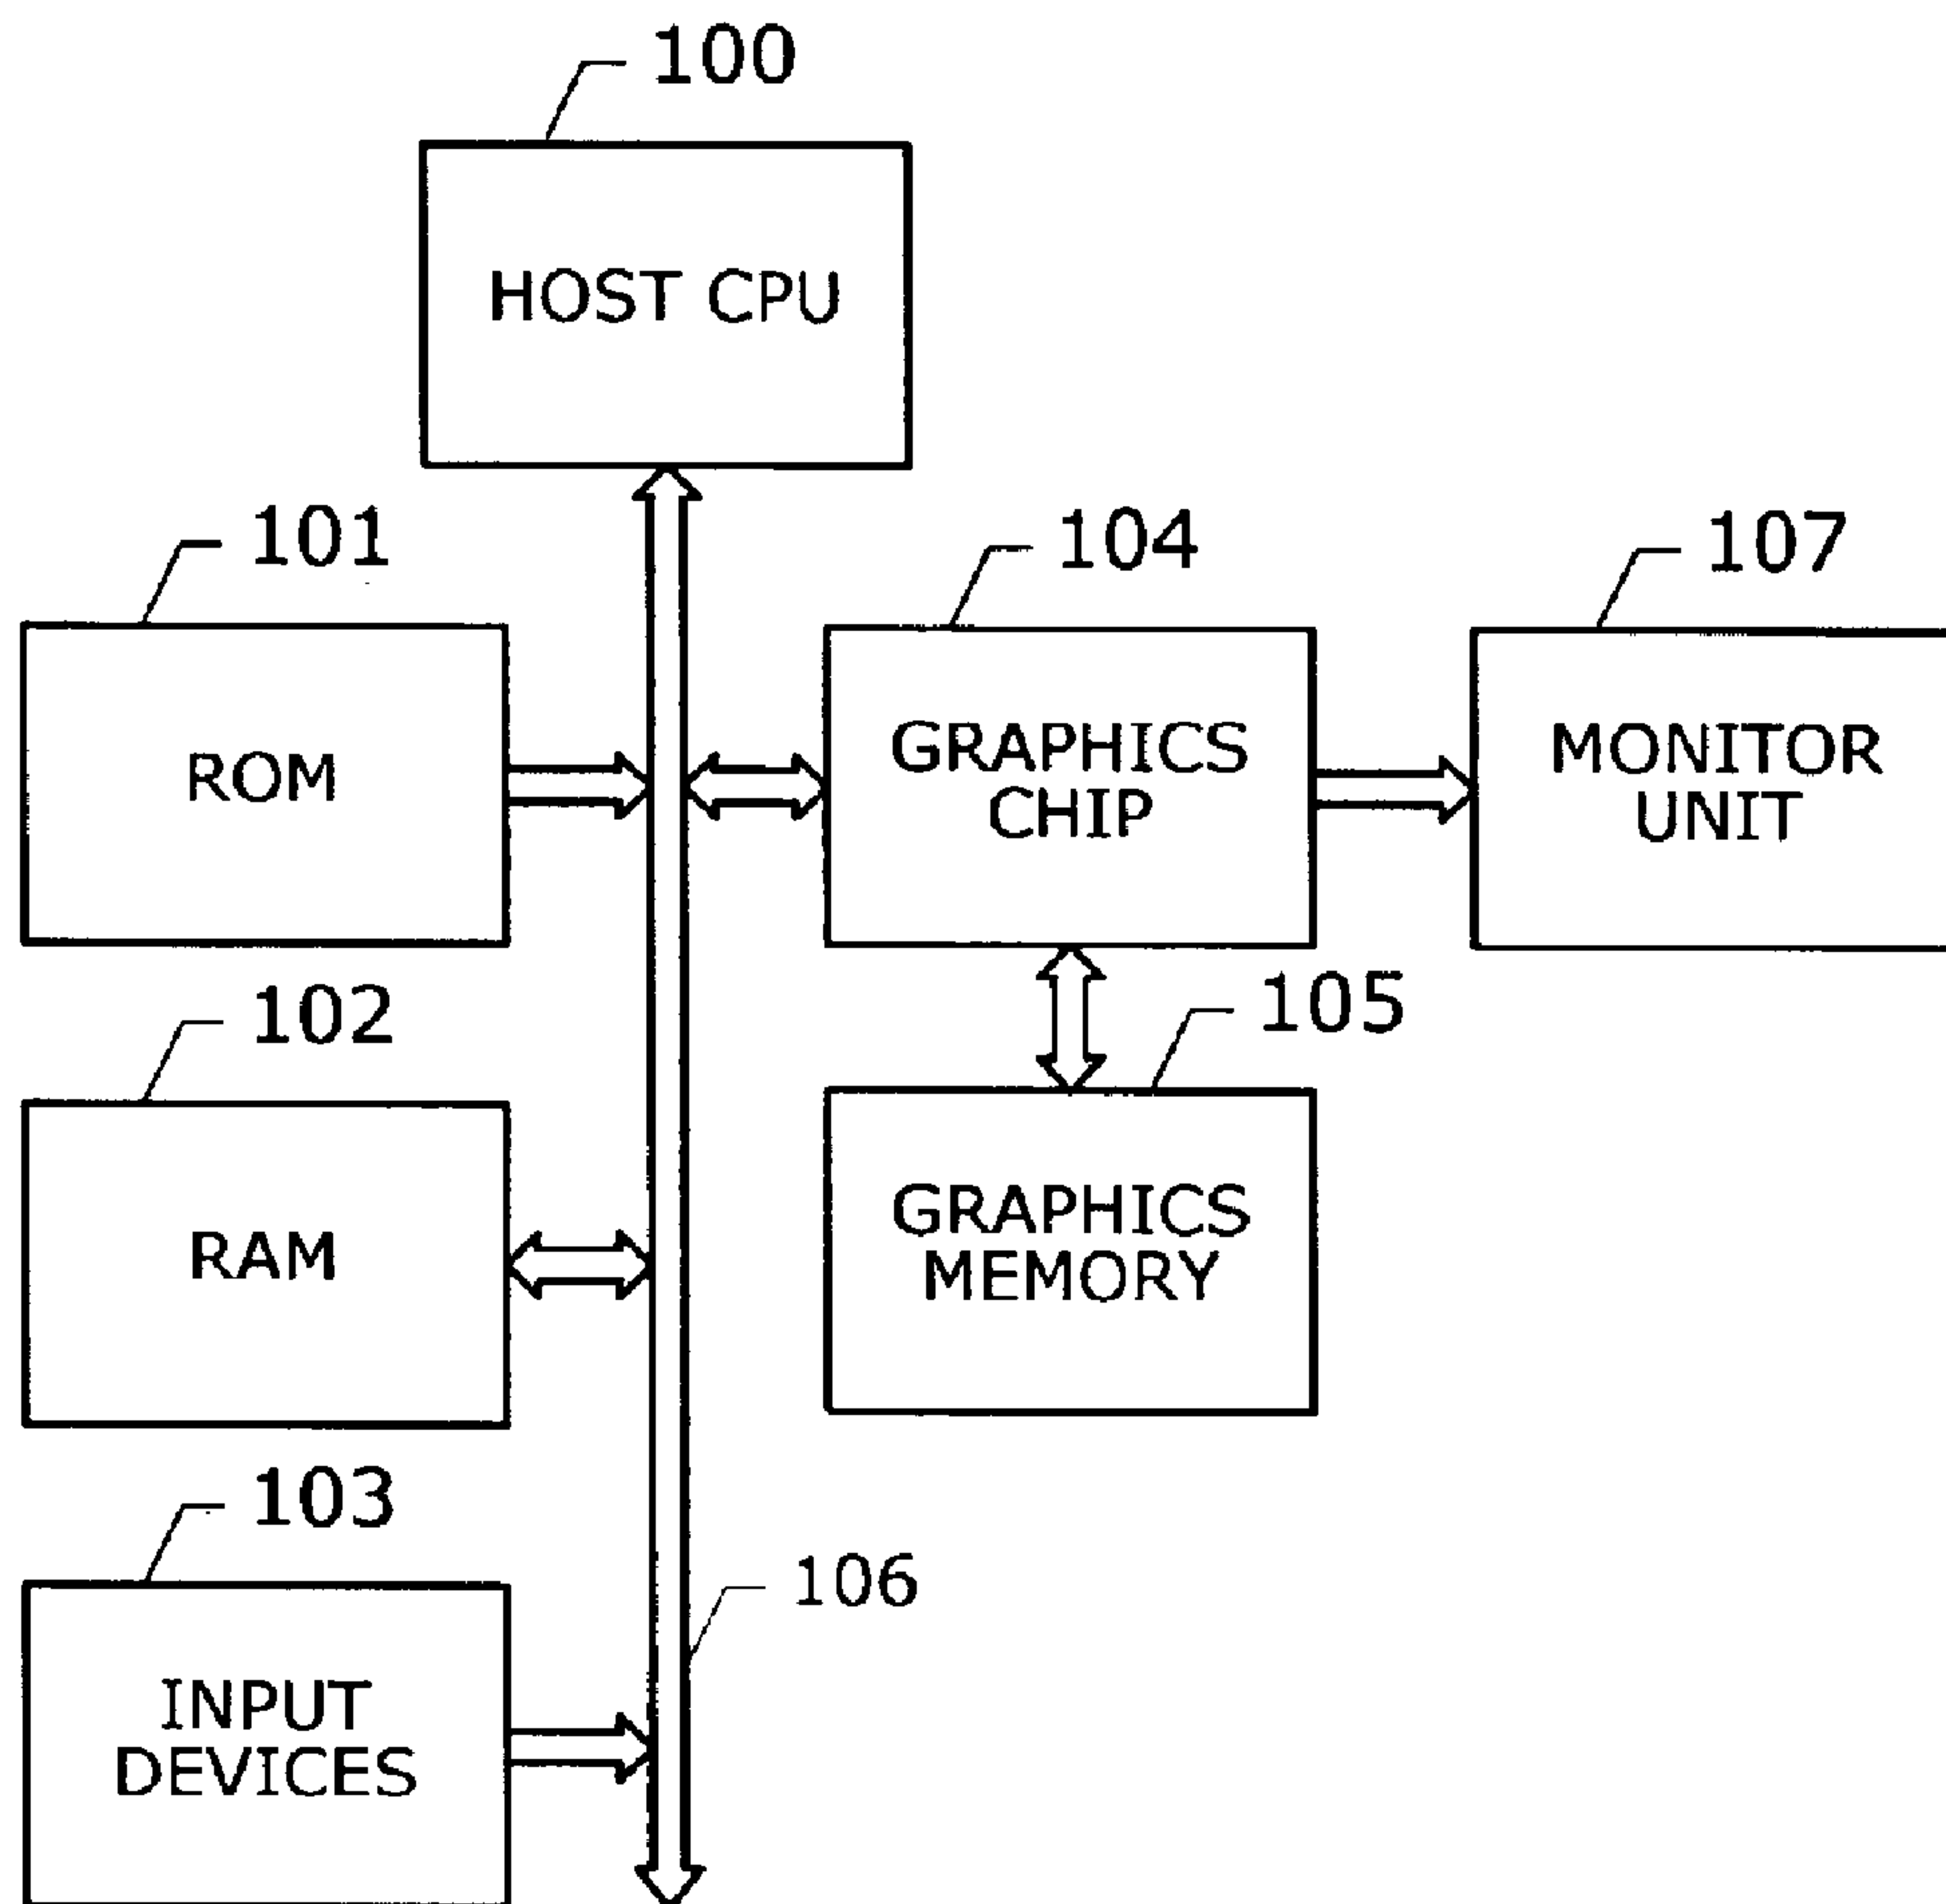 100
HOST CPU
101
104
107
ROM
GRAPHICS
CHIP
MONITOR
UNIT
102
105
RAM
GRAPHICS
MEMORY
103
106
INPUT
DEVICES